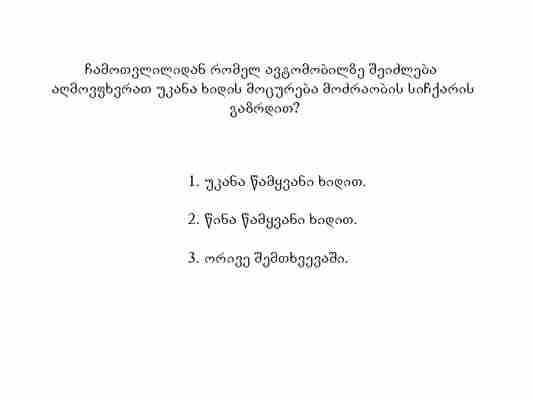 ჩამოთვლილიდან რომელ ავტომობილზე შეიძლება
აღმოვფხვრათ უკანა ხიდის მოცურება მოძრაობის სიჩქარის
გაზრდით?
1. უკანა წამყვანი ხიდით.
2. წინა წამყვანი ხიდით.
3. ორივე შემთხვევაში.